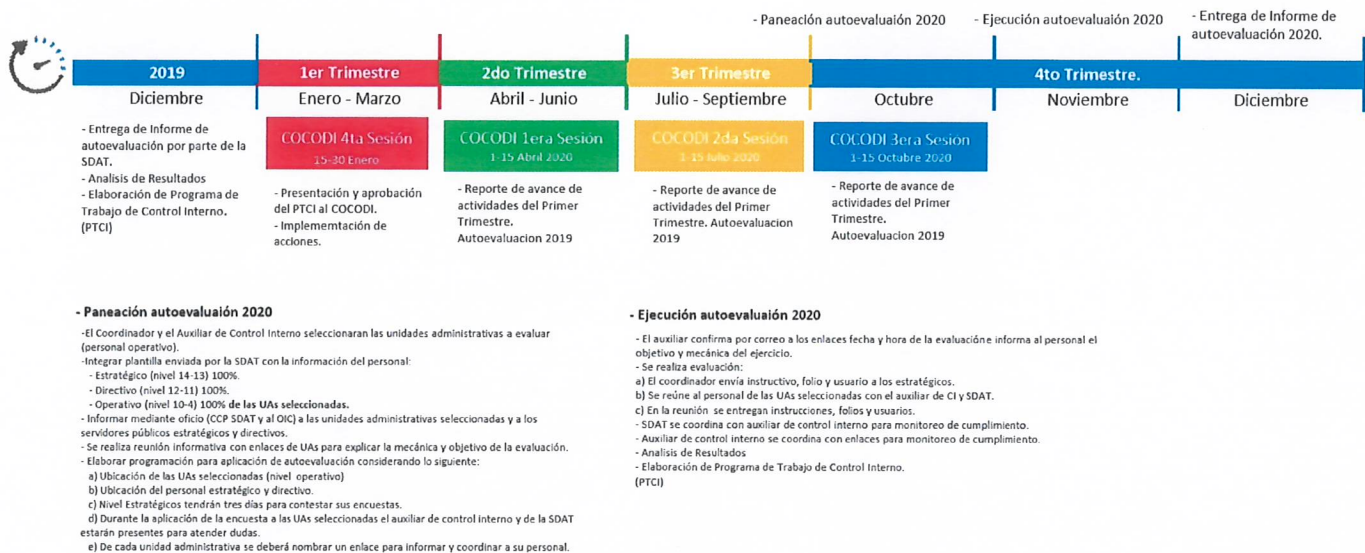 - Paneación autoevaluaión 2020
- Ejecución autoevaluaión 2020
- Entrega de Informe de
autoevaluación 2020.
2019
1er Trimestre
2do Trimestre
3er Trimestre
4to Trimestre.
Diciembre
Enero - Marzo
Abril - Junio
Julio - Septiembre
Octubre
Noviembre
Diciembre
- Entrega de Informe de
autoevaluación por parte de la
SDAT.
- Analisis de Resultados
- Elaboración de Programa de
Trabajo de Control Interno.
(PTCI)
COCODI 4ta Sesión
15-30 Enero
- Presentación y aprobación
del PTCI al COCODI.
- Implememtación de
acciones.
COCODI 1era Sesión
1-15 Abril 2020
- Reporte de avance de
actividades del Primer
Trimestre.
Autoevaluacion 2019
COCODI 2da Sesión
1-15 Julio 2020
- Reporte de avance de
actividades del Primer
Trimestre. Autoevaluacion
2019
COCODI 3era Sesión
1-15 Octubre 2020
- Reporte de avance de
actividades del Primer
Trimestre.
Autoevaluacion 2019
- Paneación autoevaluaión 2020
-El Coordinador y el Auxiliar de Control Interno seleccionaran las unidades administrativas a evaluar
(personal operativo).
-Integrar plantilla enviada por la SDAT con la información del personal:
- Estratégico (nivel 14-13) 100%.
- Directivo (nivel 12-11) 100%.
- Operativo (nivel 10-4) 100% de las UAs seleccionadas.
- Informar mediante oficio (CCP SDAT y al OIC) a las unidades administrativas seleccionadas y a los
servidores públicos estratégicos y directivos.
- Se realiza reunión informativa con enlaces de UAs para explicar la mecánica y objetivo de la evaluación.
- Elaborar programación para aplicación de autoevaluación considerando lo siguiente:
a) Ubicación de las UAs seleccionadas (nivel operativo)
b) Ubicación del personal estratégico y directivo.
c) Nivel Estratégicos tendrán tres días para contestar sus encuestas.
d) Durante la aplicación de la encuesta a las UAs seleccionadas el auxiliar de control interno y de la SDAT
estarán presentes para atender dudas.
e) De cada unidad administrativa se deberá nombrar un enlace para informar y coordinar a su personal.
- Ejecución autoevaluaión 2020
- El auxiliar confirma por correo a los enlaces fecha y hora de la evaluacióne informa al personal el
objetivo y mecánica del ejercicio.
- Se realiza evaluación:
a) El coordinador envía instructivo, folio y usuario a los estratégicos.
b) Se reúne al personal de las UAs seleccionadas con el auxiliar de CI y SDAT.
c) En la reunión se entregan instrucciones, folios y usuarios.
- SDAT se coordina con auxiliar de control interno para monitoreo de cumplimiento.
- Auxiliar de control interno se coordina con enlaces para monitoreo de cumplimiento.
- Analisis de Resultados
- Elaboración de Programa de Trabajo de Control Interno.
(PTCI)